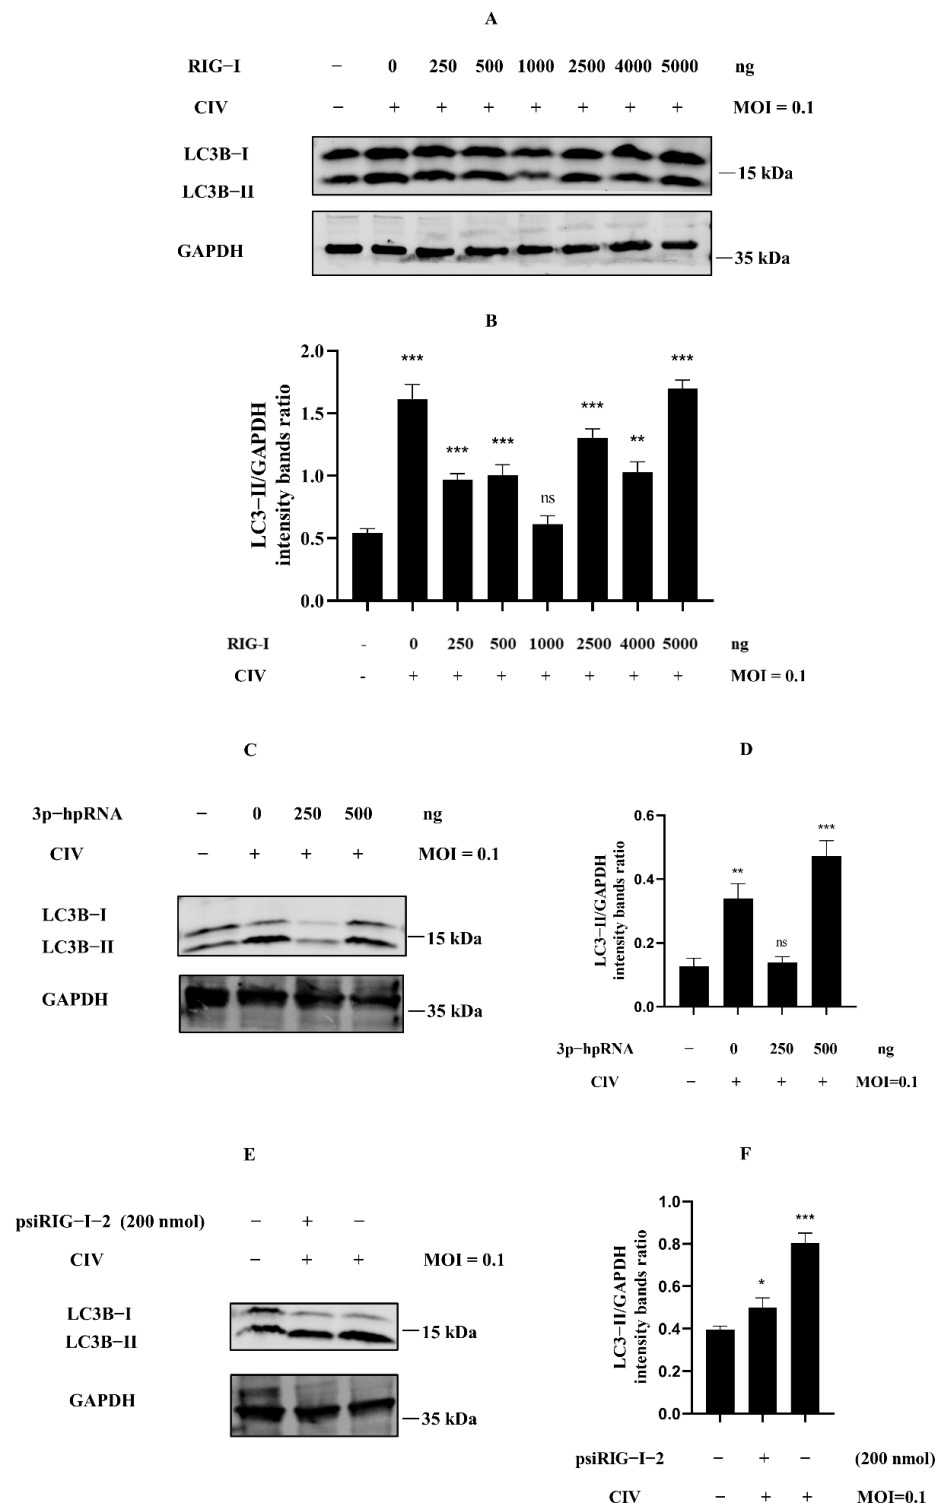 A
RIG−I − 0 250 500 1000 2500 4000 5000 ng
CIV − + + + + + + + MOI = 0.1
LC3B−I
LC3B−II
15 kDa
GAPDH
35 kDa
B
LC3−II/GAPDH
intensity bands ratio
2.0
1.5
1.0
0.5
0.0
*** *** *** ns *** ** ***
RIG-I - 0 250 500 1000 2500 4000 5000 ng
CIV - + + + + + + + MOI = 0.1
C
3p−hpRNA − 0 250 500 ng
CIV − + + + MOI = 0.1
LC3B−I
LC3B−II
15 kDa
GAPDH
35 kDa
D
LC3−II/GAPDH
intensity bands ratio
0.6
0.4
0.2
0.0
** ns ***
3p−hpRNA − 0 250 500 ng
CIV − + + + MOI=0.1
E
psiRIG−I−2 (200 nmol) − + −
CIV − + + MOI = 0.1
LC3B−I
LC3B−II
15 kDa
GAPDH
35 kDa
F
LC3−II/GAPDH
intensity bands ratio
1.0
0.8
0.6
0.4
0.2
0.0
* ***
psiRIG−I−2 − + − (200 nmol)
CIV − + + MOI=0.1